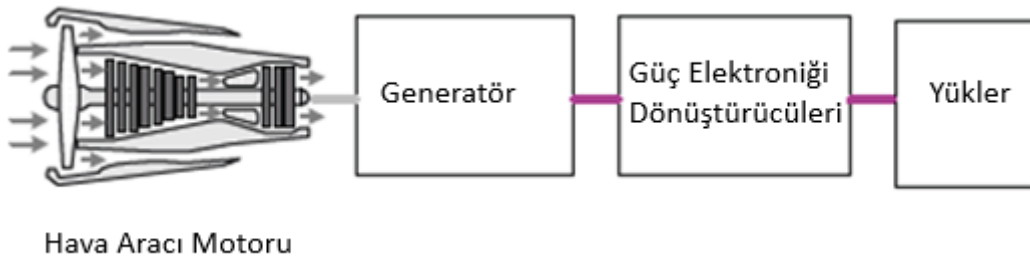 Generatör
Güç Elektroniği
Dönüştürücüleri
Yükler
Hava Aracı Motoru